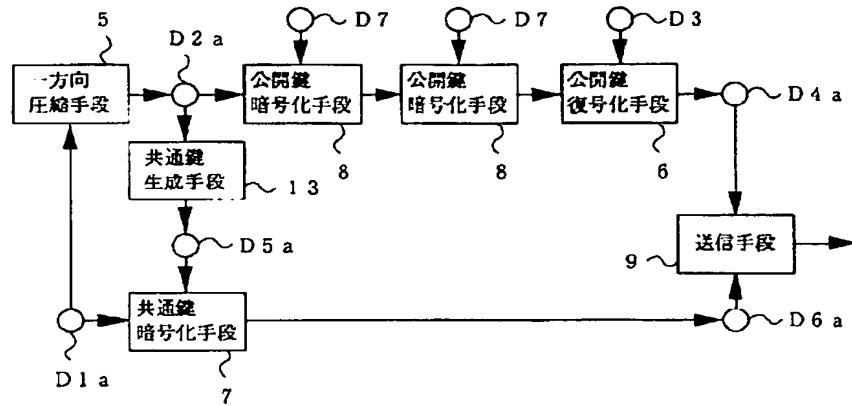 D7
D7
D3
5
D2a
一方向
圧縮手段
公開鍵
暗号化手段
公開鍵
暗号化手段
公開鍵
復号化手段
D4a
8
8
6
共通鍵
生成手段
13
送信手段
9
D5a
共通鍵
暗号化手段
D6a
D1a
7